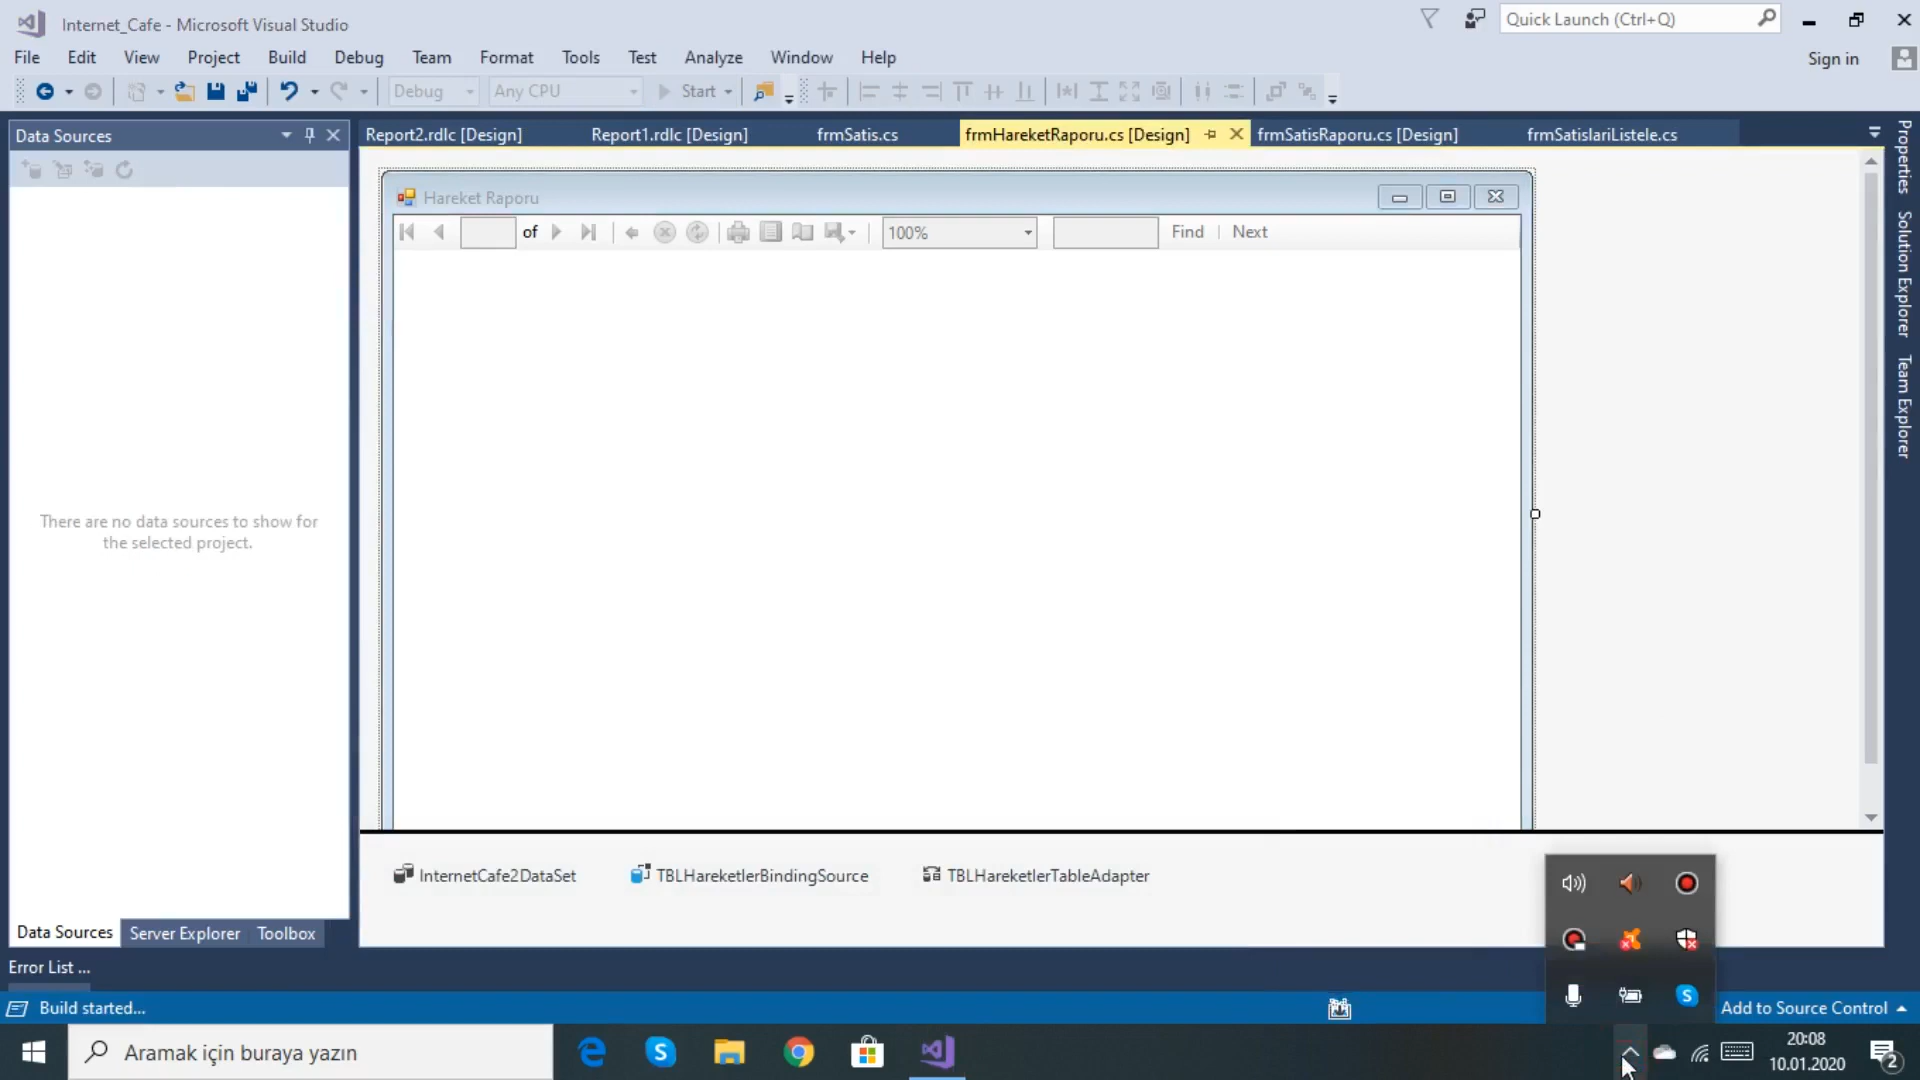 Internet_Cafe - Microsoft Visual Studio
Quick Launch (Ctrl+Q)
File Edit View Project Build Debug Team Format Tools Test Analyze Window Help
Sign in
Debug Any CPU Start
Data Sources
Report2.rdlc [Design] Report1.rdlc [Design] frmSatis.cs frmHareketRaporu.cs [Design] frmSatisRaporu.cs [Design] frmSatislariListele.cs
Properties
Solution Explorer
Team Explorer
Hareket Raporu
of 100% Find Next
There are no data sources to show for
the selected project.
InternetCafe2DataSet TBLHareketlerBindingSource TBLHareketlerTableAdapter
Data Sources Server Explorer Toolbox
Error List ...
Build started...
Add to Source Control
Aramak için buraya yazın
20:08
10.01.2020
2